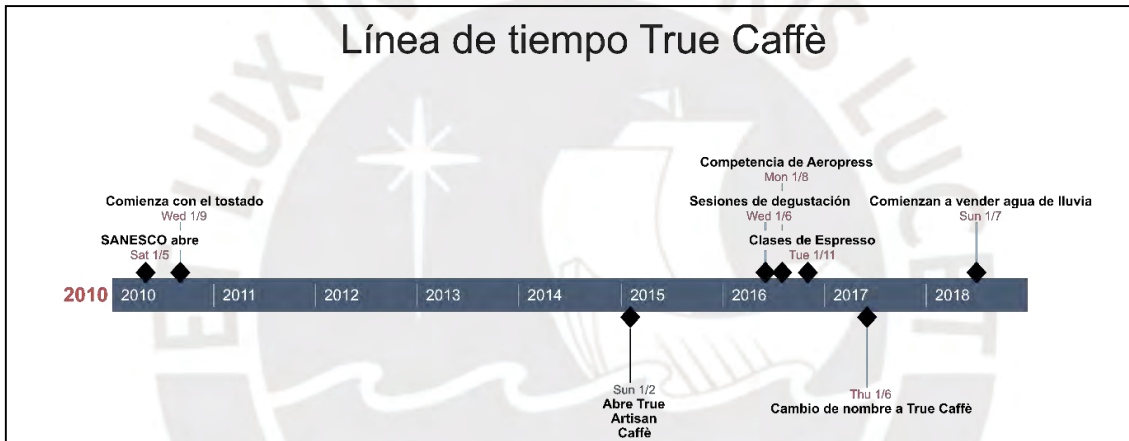 Línea de tiempo True Caffè
Competencia de Aeropress
Mon 1/8
Comienza con el tostado
Wed 1/9
Sesiones de degustación
Wed 1/6
Comienzan a vender agua de lluvia
Sun 1/7
SANESCO abre
Sat 1/5
Clases de Espresso
Tue 1/11
2010
2010 2011 2012 2013 2014 2015 2016 2017 2018
Sun 1/2
Abre True
Artisan
Caffè
Thu 1/6
Cambio de nombre a True Caffè